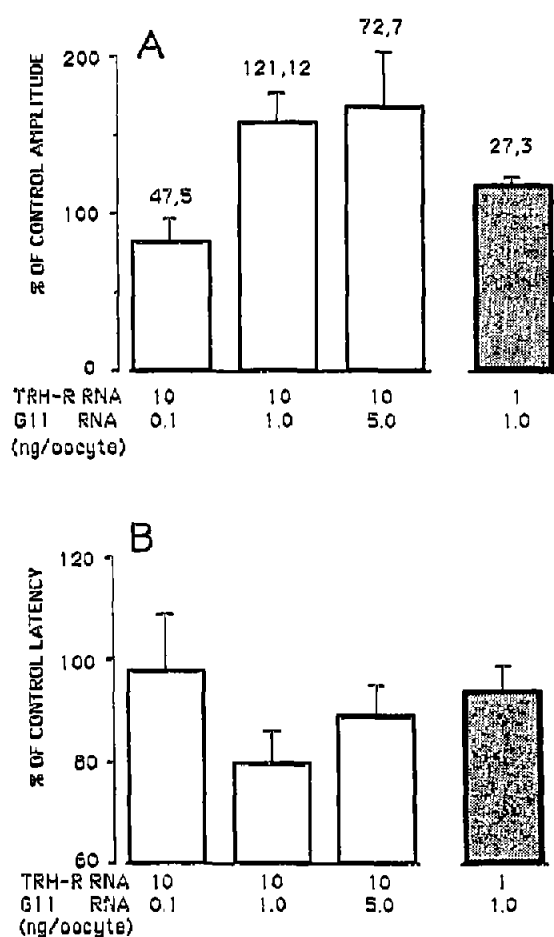 A
% OF CONTROL AMPLITUDE
200
100
0
47,5
121,12
72,7
27,3
TRH-R RNA 10 10 10 1
G11 RNA 0.1 1.0 5.0 1.0
(ng/oocyte)
B
% OF CONTROL LATENCY
120
100
80
60
TRH-R RNA 10 10 10 1
G11 RNA 0.1 1.0 5.0 1.0
(ng/oocyte)